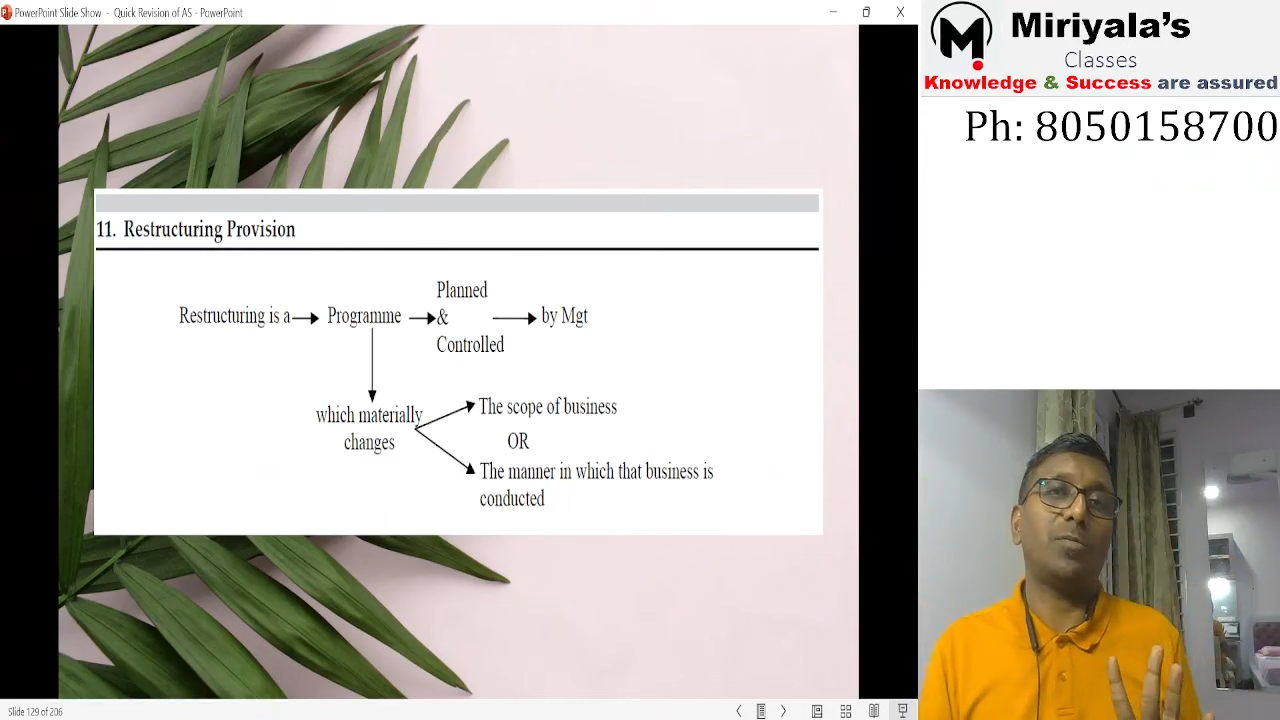 PowerPoint Slide Show - Quick Revision of AS - PowerPoint
Miriyala's
Classes
Knowledge & Success are assured
Ph: 8050158700
11. Restructuring Provision
Restructuring is a
Programme
Planned
&
Controlled
by Mgt
which materially
changes
The scope of business
OR
The manner in which that business is
conducted
Slide 129 of 206